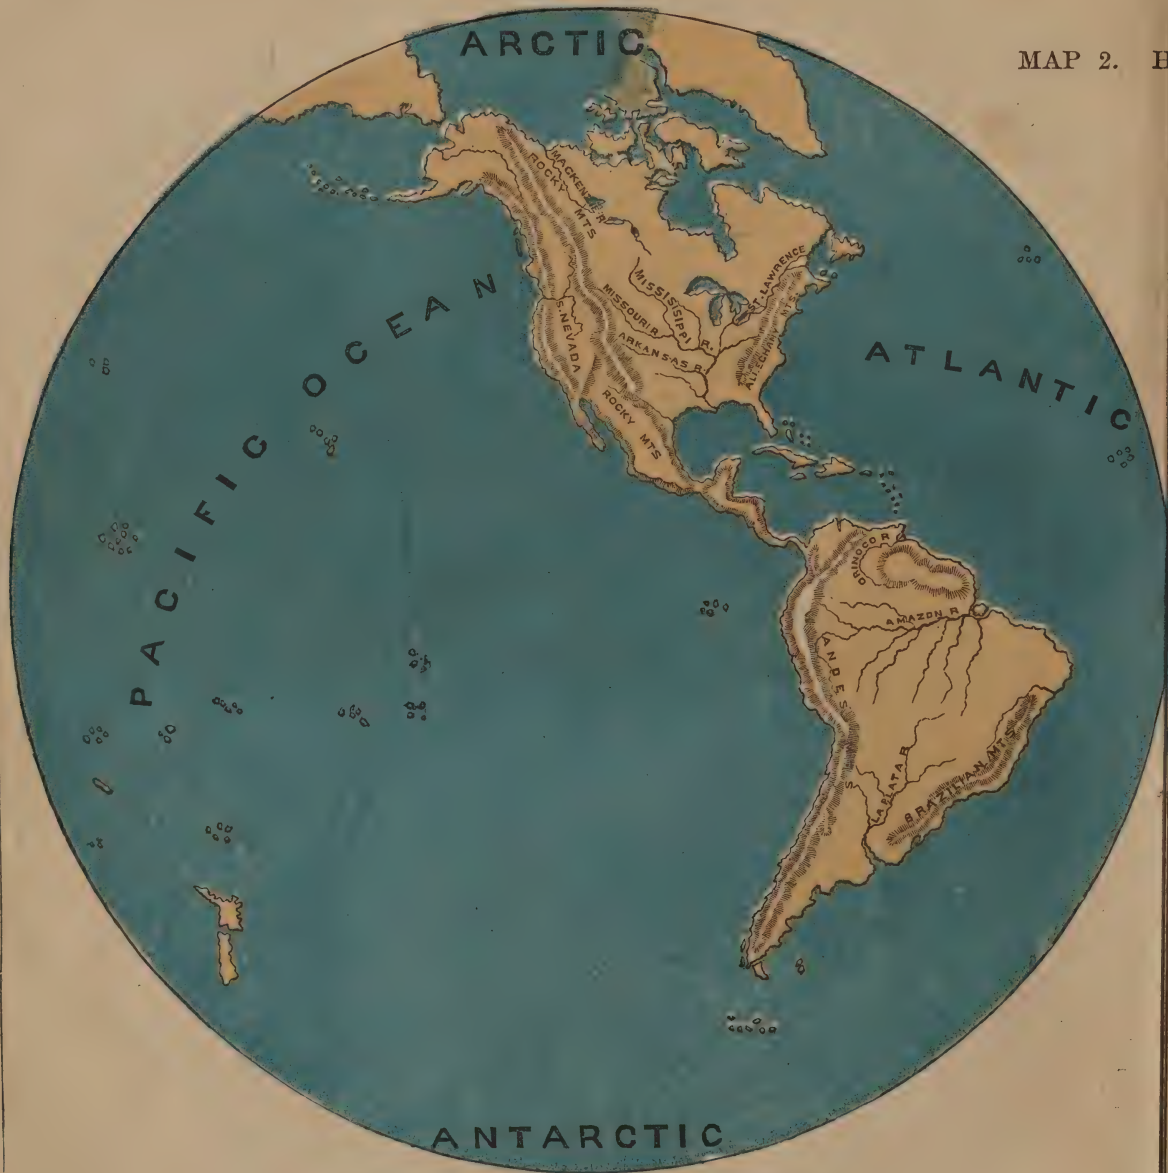 MAP 2. H
ARCTIC
MACKENZIE R.
ROCKY MTS
PACIFIC OCEAN
ATLANTIC
ST. LAWRENCE
MISSISSIPPI R.
MISSOURI R.
ARKANSAS R.
S. NEVADA
ALLEGHANY MTS.
ROCKY MTS
ORINOCO R.
AMAZON R.
ANDES
LA PLATA R.
BRAZILIAN MTS
ANTARCTIC